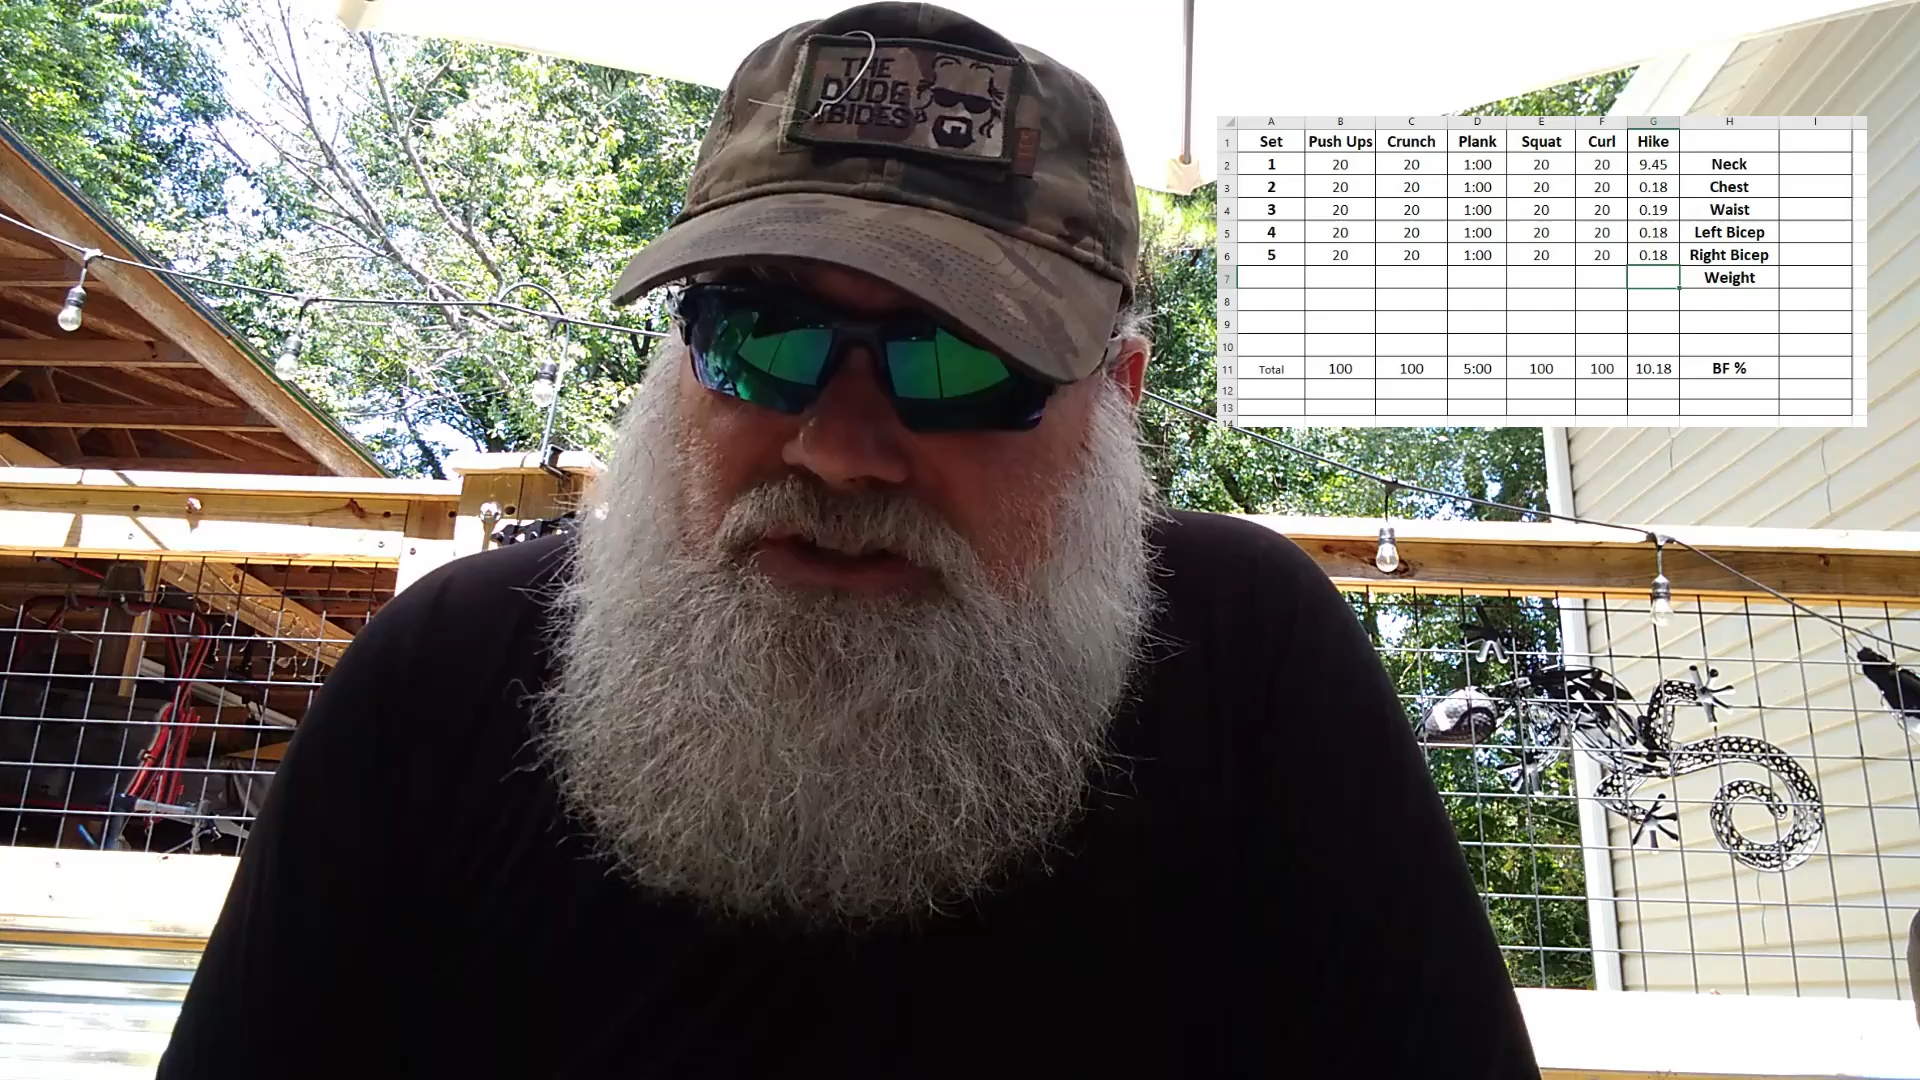 THE
DUDE
ABIDES
A B C D E F G H I
1 Set Push Ups Crunch Plank Squat Curl Hike
2 1 20 20 1:00 20 20 9.45 Neck
3 2 20 20 1:00 20 20 0.18 Chest
4 3 20 20 1:00 20 20 0.19 Waist
5 4 20 20 1:00 20 20 0.18 Left Bicep
6 5 20 20 1:00 20 20 0.18 Right Bicep
7 Weight
8
9
10
11 Total 100 100 5:00 100 100 10.18 BF %
12
13
14